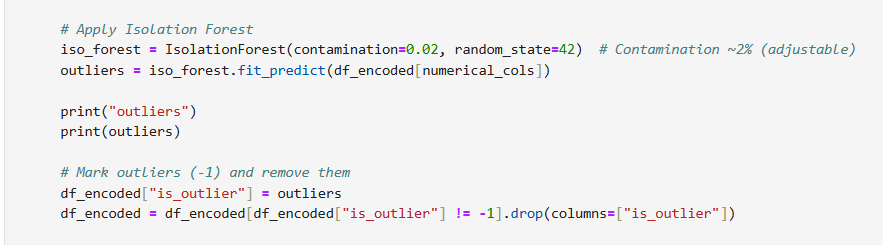 # Apply Isolation Forest
iso_forest = IsolationForest(contamination=0.02, random_state=42)  # Contamination ~2% (adjustable)
outliers = iso_forest.fit_predict(df_encoded[numerical_cols])
print("outliers")
print(outliers)
# Mark outliers (-1) and remove them
df_encoded["is_outlier"] = outliers
df_encoded = df_encoded[df_encoded["is_outlier"] != -1].drop(columns=["is_outlier"])